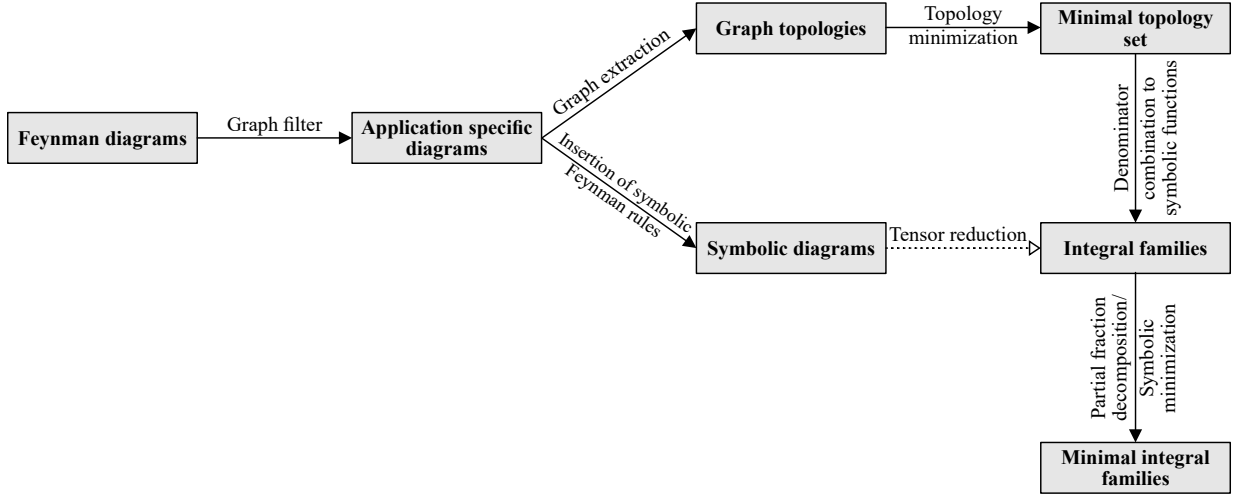 Feynman diagrams
Graph filter
Application specific
diagrams
Graph extraction
Graph topologies
Topology
minimization
Minimal topology
set
Insertion of symbolic
Feynman rules
Symbolic diagrams
Tensor reduction
Denominator
combination to
symbolic functions
Integral families
Partial fraction
decomposition/
Symbolic
minimization
Minimal integral
families